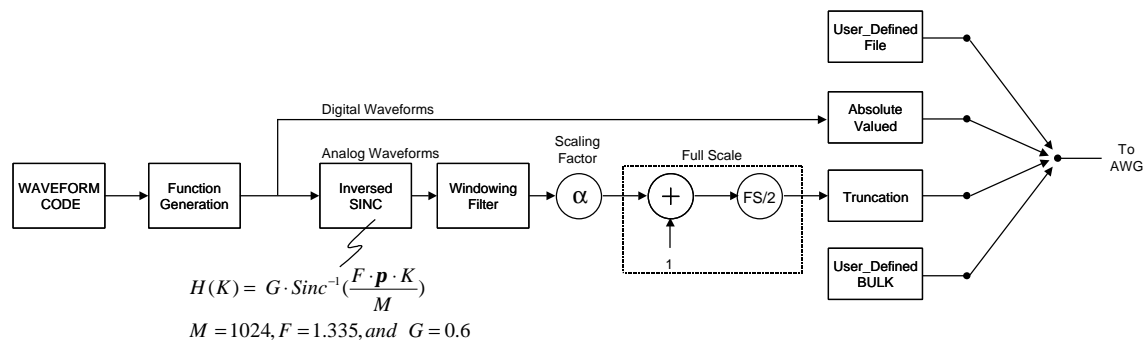 User_Defined
File
Digital Waveforms
Absolute
Valued
To
AWG
Analog Waveforms
Scaling
Factor
Full Scale
WAVEFORM
CODE
Function
Generation
Inversed
SINC
Windowing
Filter
α
+
FS/2
Truncation
1
User_Defined
BULK
H(K) = G · Sinc⁻¹(F · p · K / M)
M = 1024, F = 1.335, and G = 0.6